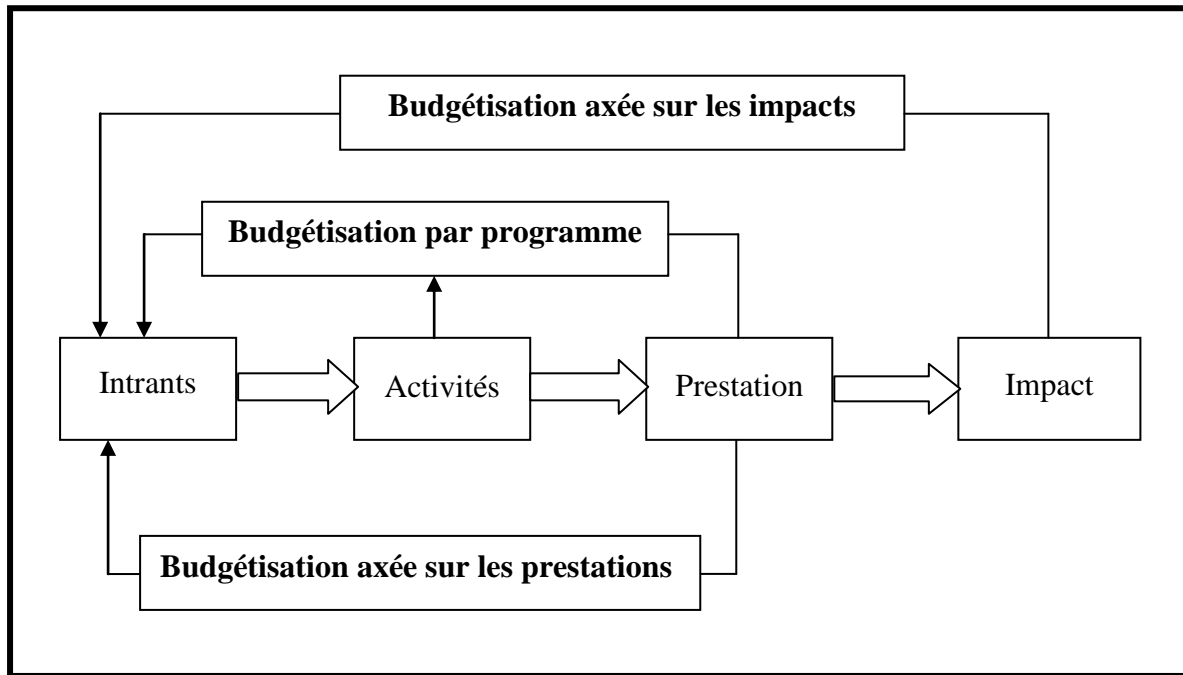 Budgétisation axée sur les impacts
Budgétisation par programme
Intrants
Activités
Prestation
Impact
Budgétisation axée sur les prestations